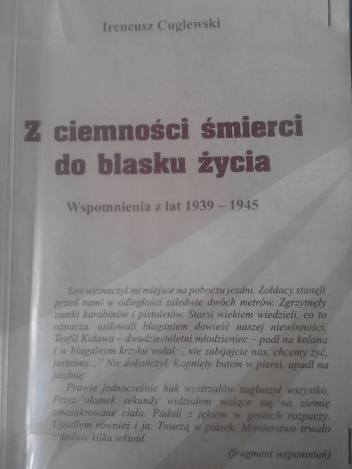 Ireneusz Cuglewski
Z ciemności śmierci
do blasku życia
Wspomnienia z lat 1939 – 1945
Los wyznaczył mi miejsce na poboczu jezdni. Żołdacy stanęli
przed nami w odległości zaledwie dwóch metrów. Zgrzytnęły
zamki karabinów i pistoletów. Starsi wiekiem wiedzieli, co to
oznacza, usiłowali błaganiem dowieść naszej niewinności.
Teofil Kidawa – dwudziestoletni młodzieniec – padł na kolana
i w błagalnym krzyku wołał: „nie zabijajcie nas, chcemy żyć,
jesteśmy..." Nie dokończył. Kopnięty butem w piersi, upadł na
jezdnię.
Prawie jednocześnie huk wystrzałów zagłuszył wszystko.
Przez ułamek sekundy widziałem walące się na ziemię
zmasakrowane ciała. Padali z jękiem w gestach rozpaczy.
Upadłem również i ja. Twarzą w piasek. Morderstwo trwało
zaledwie kilka sekund.
(fragment wspomnień)